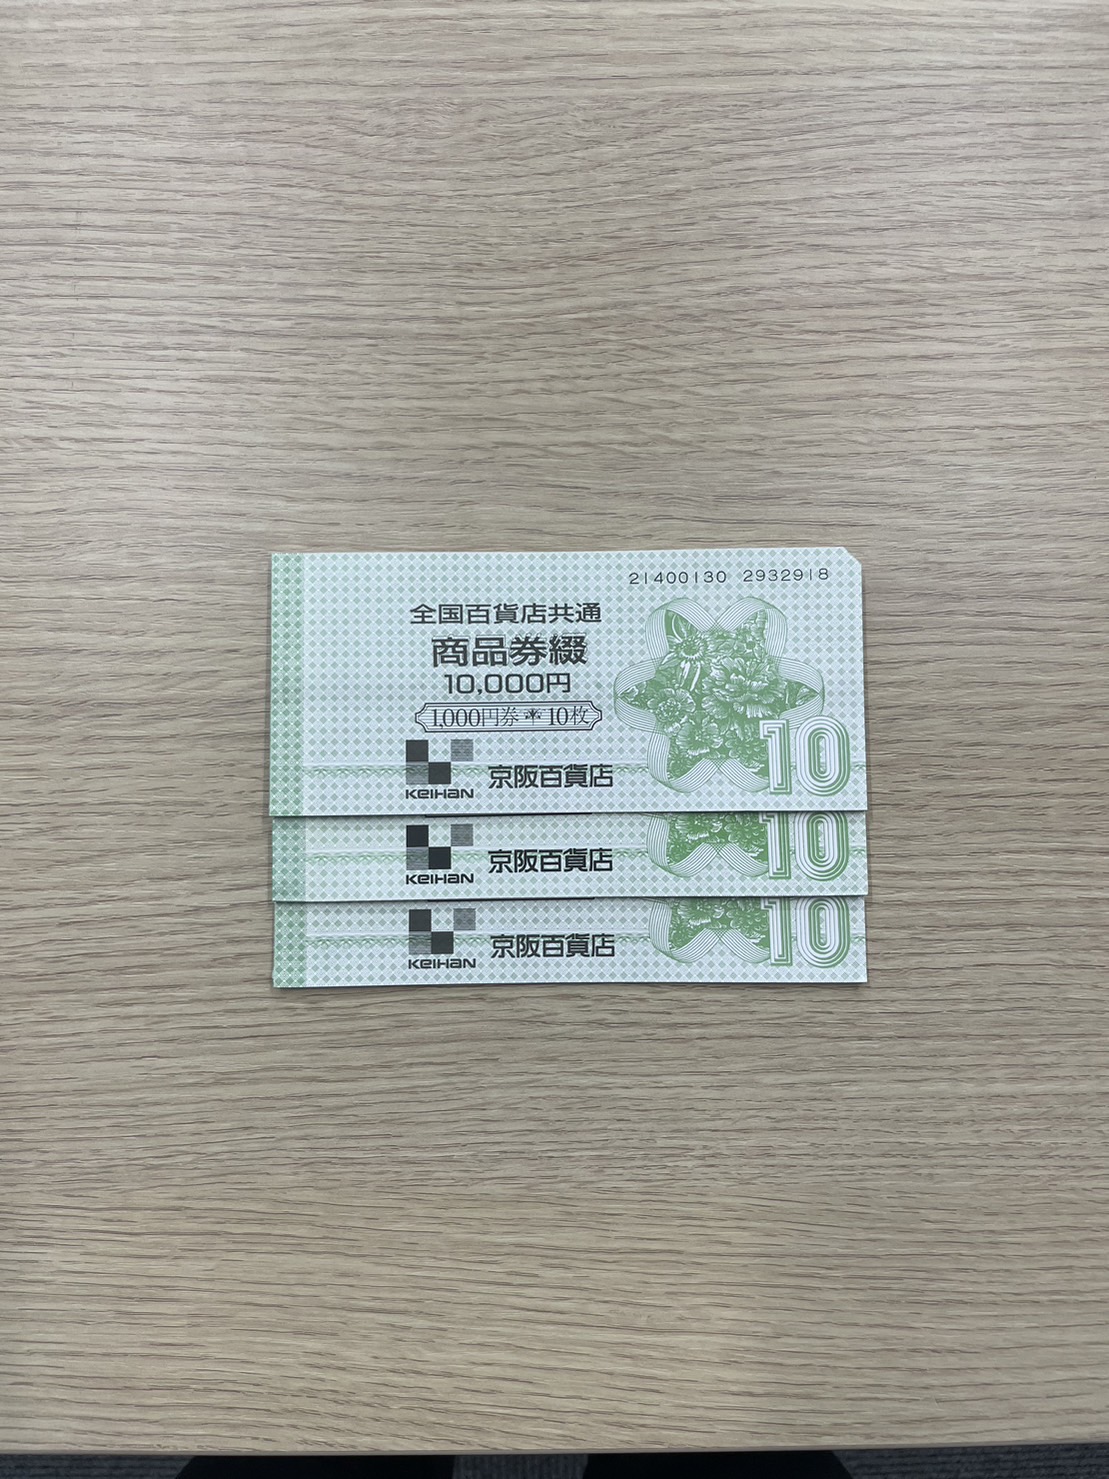 21400130 2932918
全国百貨店共通
商品券綴
10,000円
1,000円券 10枚
KEIHAN 京阪百貨店
10
KEIHAN 京阪百貨店
10
KEIHAN 京阪百貨店
10